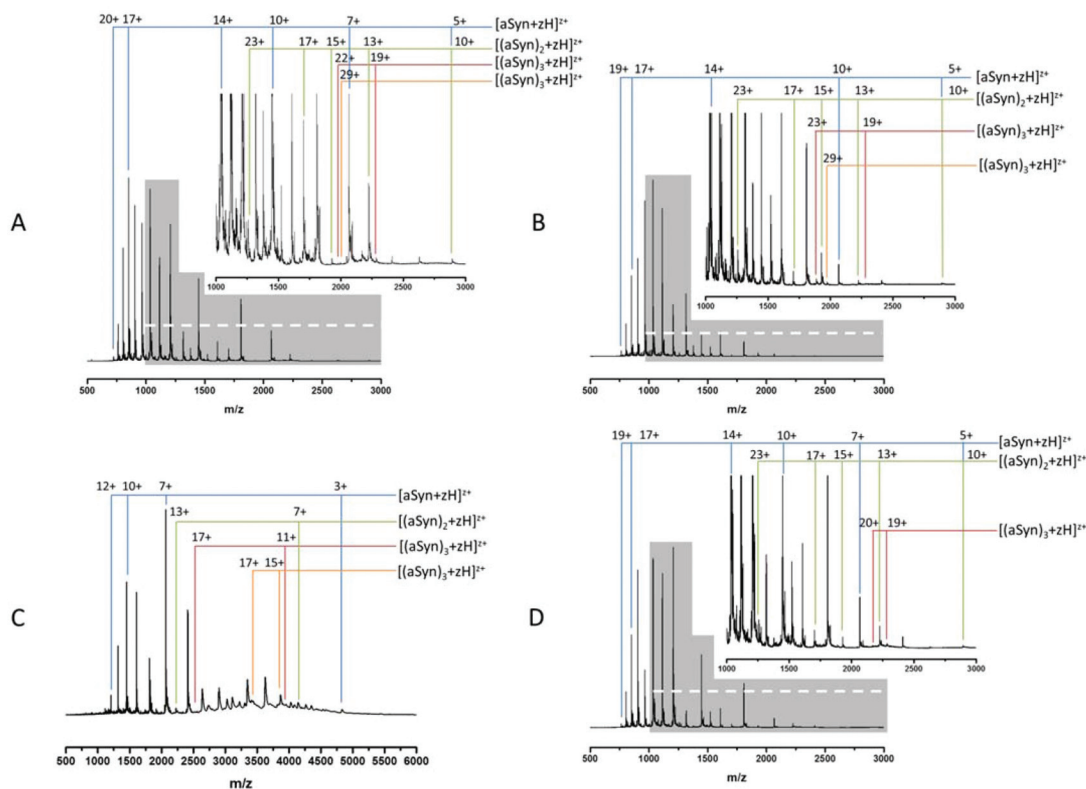 A
20+ 17+ 14+ 10+ 7+ 5+ [aSyn+zH]ᶻ⁺
23+ 17+ 15+ 13+ 10+ [(aSyn)₂+zH]ᶻ⁺
22+ 19+ [(aSyn)₃+zH]ᶻ⁺
29+ [(aSyn)₃+zH]ᶻ⁺
1000 1500 2000 2500 3000
500 1000 1500 2000 2500 3000
m/z
B
19+ 17+ 14+ 10+ 5+ [aSyn+zH]ᶻ⁺
23+ 17+ 15+ 13+ 10+ [(aSyn)₂+zH]ᶻ⁺
23+ 19+ [(aSyn)₃+zH]ᶻ⁺
29+ [(aSyn)₃+zH]ᶻ⁺
1000 1500 2000 2500 3000
500 1000 1500 2000 2500 3000
m/z
C
12+ 10+ 7+ 3+ [aSyn+zH]ᶻ⁺
13+ 7+ [(aSyn)₂+zH]ᶻ⁺
17+ 11+ [(aSyn)₃+zH]ᶻ⁺
17+ 15+ [(aSyn)₃+zH]ᶻ⁺
500 1000 1500 2000 2500 3000 3500 4000 4500 5000 5500 6000
m/z
D
19+ 17+ 14+ 10+ 7+ 5+ [aSyn+zH]ᶻ⁺
23+ 17+ 15+ 13+ 10+ [(aSyn)₂+zH]ᶻ⁺
20+ 19+ [(aSyn)₃+zH]ᶻ⁺
1000 1500 2000 2500 3000
500 1000 1500 2000 2500 3000
m/z